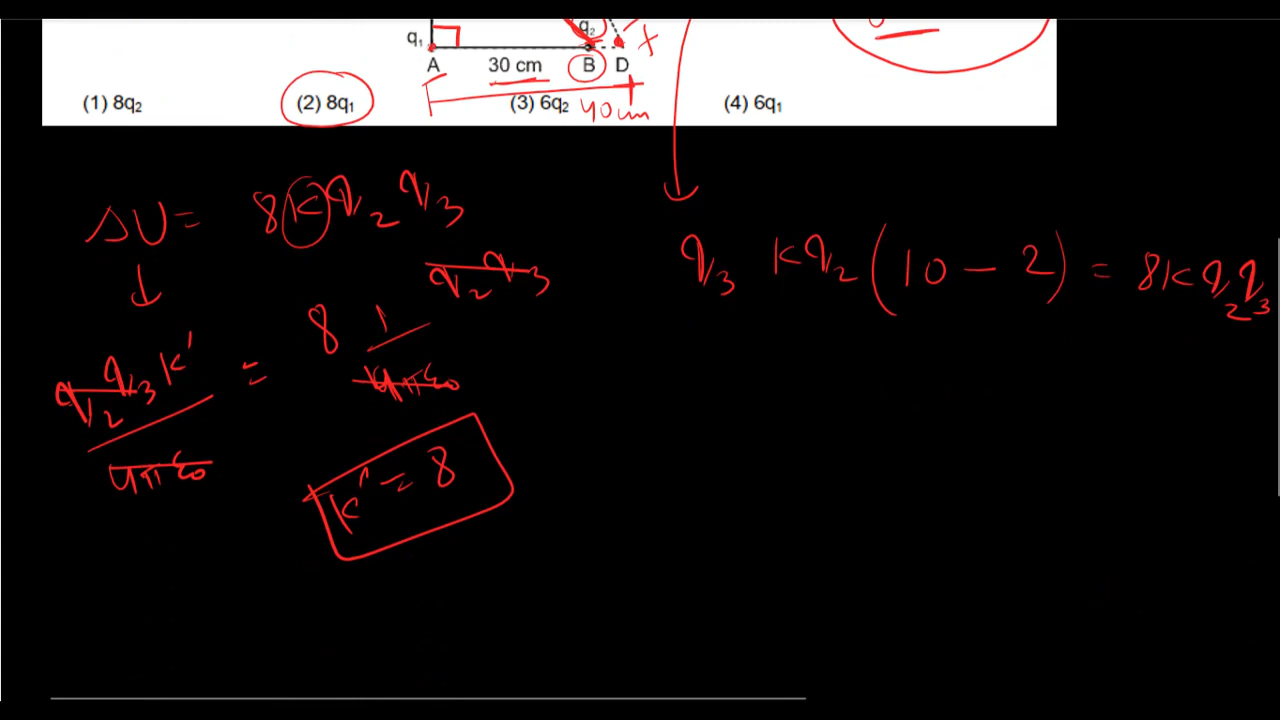 q₂
q₁ x
A 30 cm B D
(1) 8q₂ (2) 8q₁ (3) 6q₂ 40 cm (4) 6q₁
ΔU = 8 K q₂ q₃
q₂ q₃
q₃ K q₂ (10 − 2) = 8 K q₂ q₃
q₂ q₃ K' / 4πε₀ = 8 1 / 4πε₀
K' = 8